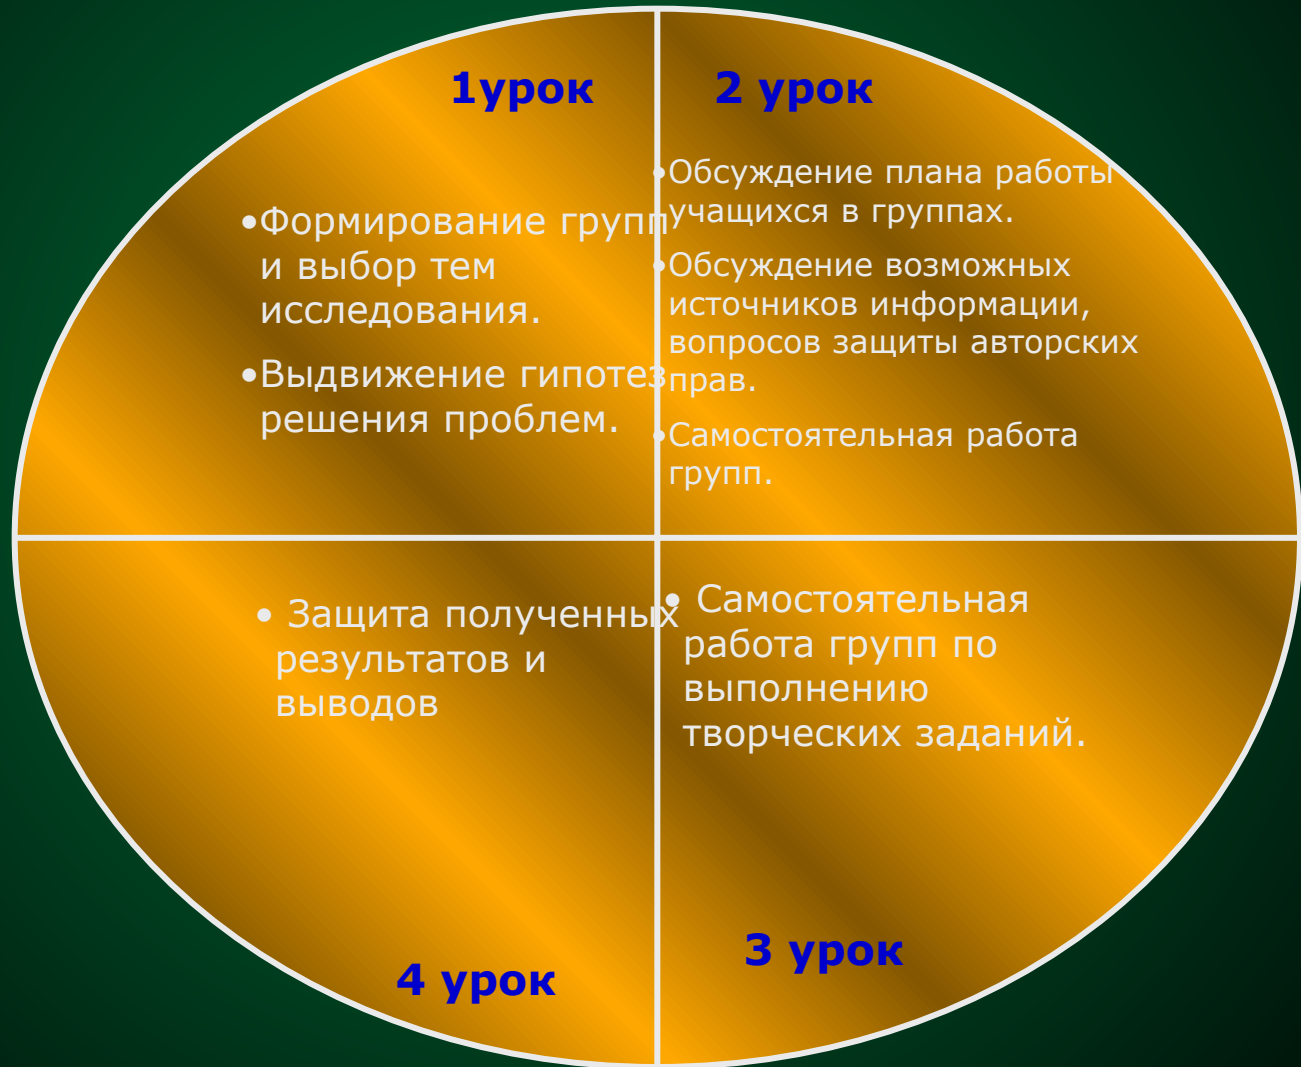 1урок
•Формирование групп
и выбор тем
исследования.
•Выдвижение гипотез
решения проблем.
2 урок
•Обсуждение плана работы
учащихся в группах.
•Обсуждение возможных
источников информации,
вопросов защиты авторских
прав.
•Самостоятельная работа
групп.
• Самостоятельная
работа групп по
выполнению
творческих заданий.
3 урок
• Защита полученных
результатов и
выводов
4 урок